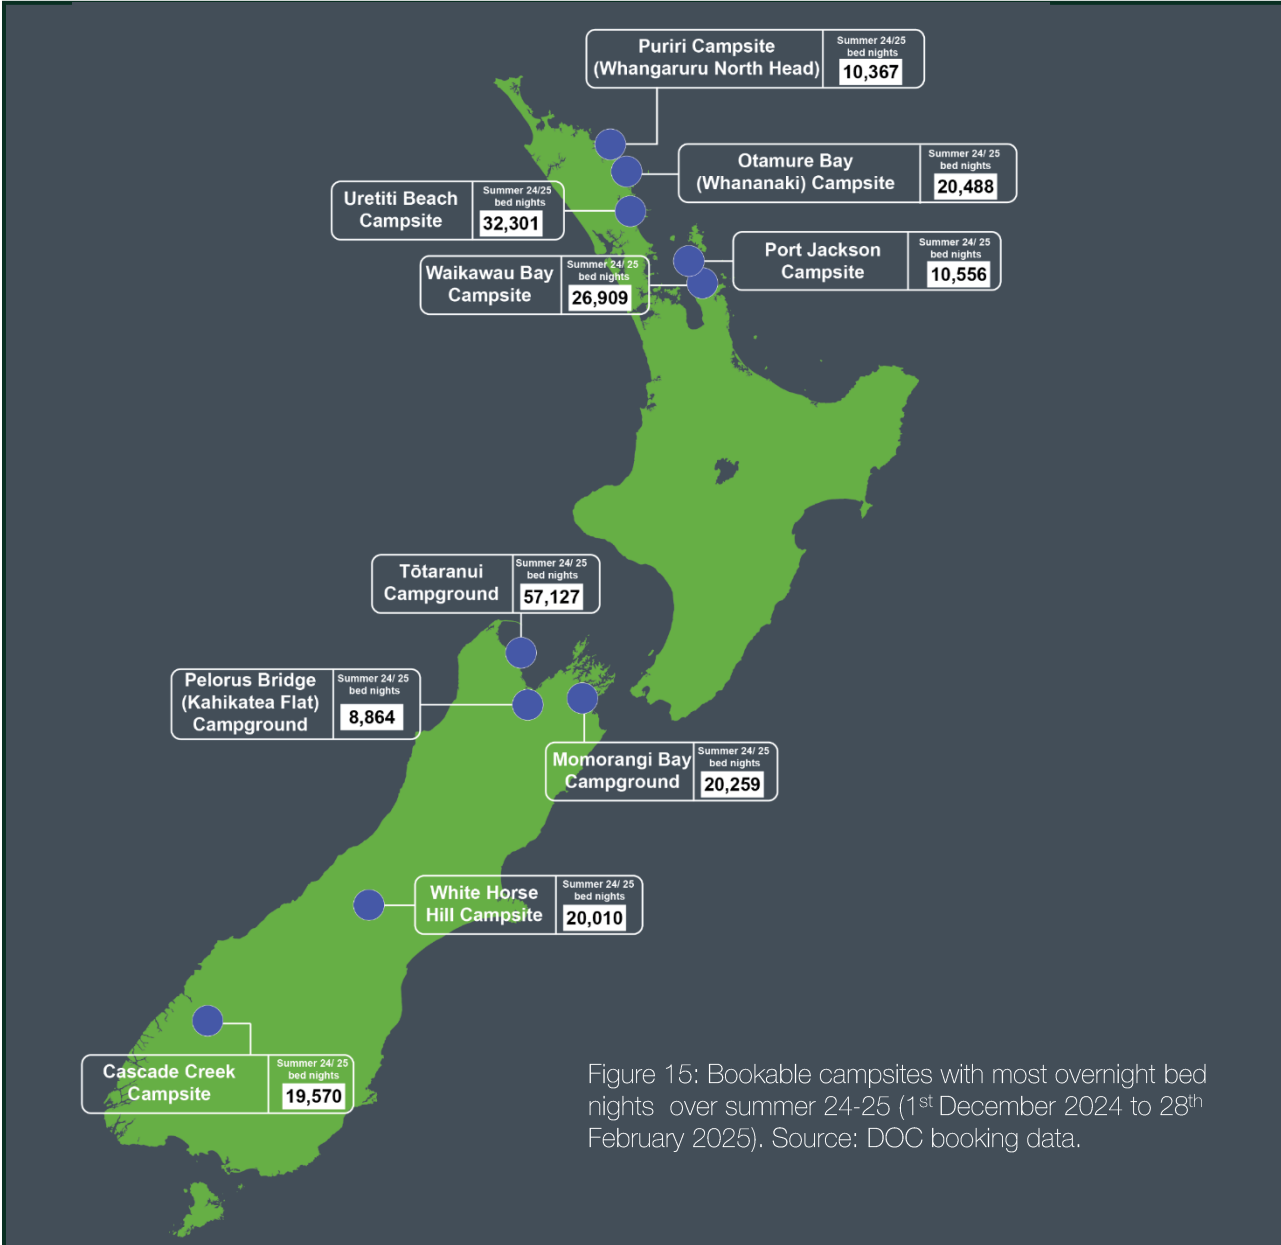 Puriri Campsite
(Whangaruru North Head)
Summer 24/25
bed nights
10,367
Otamure Bay
(Whananaki) Campsite
Summer 24/ 25
bed nights
20,488
Uretiti Beach
Campsite
Summer 24/25
bed nights
32,301
Port Jackson
Campsite
Summer 24/ 25
bed nights
10,556
Waikawau Bay
Campsite
Summer 24/ 25
bed nights
26,909
Tōtaranui
Campground
Summer 24/ 25
bed nights
57,127
Pelorus Bridge
(Kahikatea Flat)
Campground
Summer 24/ 25
bed nights
8,864
Momorangi Bay
Campground
Summer 24/ 25
bed nights
20,259
White Horse
Hill Campsite
Summer 24/ 25
bed nights
20,010
Cascade Creek
Campsite
Summer 24/ 25
bed nights
19,570
Figure 15: Bookable campsites with most overnight bed
nights over summer 24-25 (1st December 2024 to 28th
February 2025). Source: DOC booking data.